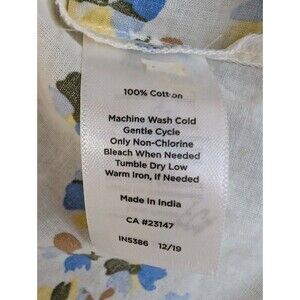 100% Cotton
Machine Wash Cold
Gentle Cycle
Only Non-Chlorine
Bleach When Needed
Tumble Dry Low
Warm Iron, If Needed
Made in India
CA #23147
IN5386 12/19